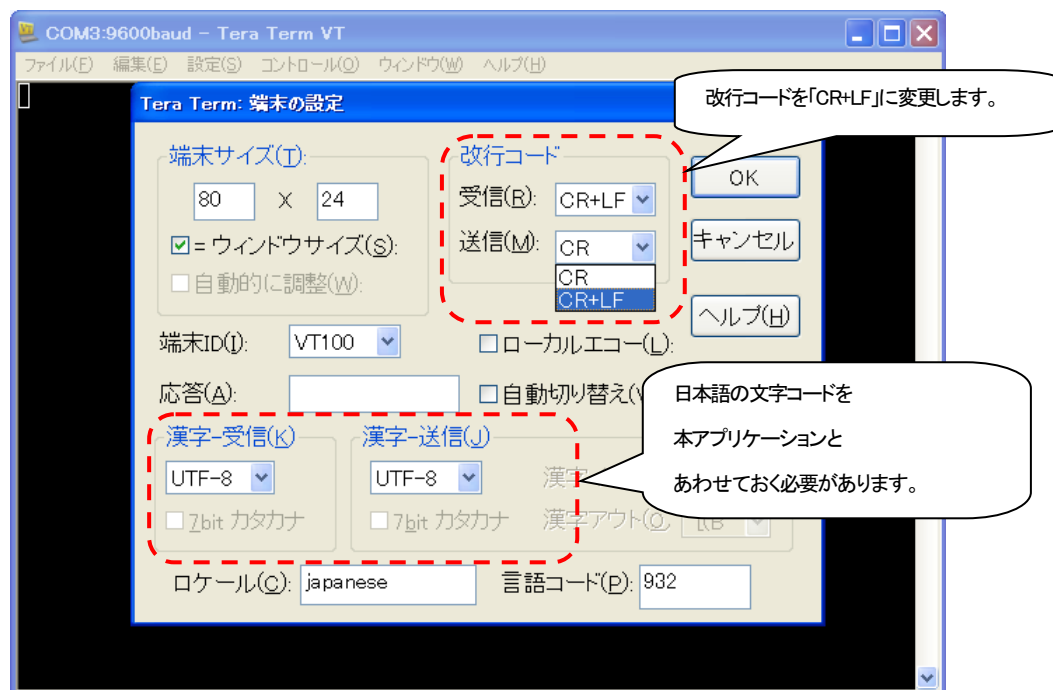 COM3:9600baud - Tera Term VT
ファイル(F) 編集(E) 設定(S) コントロール(O) ウィンドウ(W) ヘルプ(H)
Tera Term: 端末の設定
改行コードを「CR+LF」に変更します。
端末サイズ(T):
80 X 24
= ウィンドウサイズ(S):
自動的に調整(W):
改行コード
受信(R): CR+LF
送信(M): CR
CR
CR+LF
OK
キャンセル
ヘルプ(H)
端末ID(I): VT100
ローカルエコー(L):
応答(A):
自動切り替え(V
日本語の文字コードを
本アプリケーションと
あわせておく必要があります。
漢字-受信(K)
UTF-8
7bit カタカナ
漢字-送信(J)
UTF-8
漢字
7bit カタカナ
漢字アウト(O
ロケール(C): japanese
言語コード(P): 932